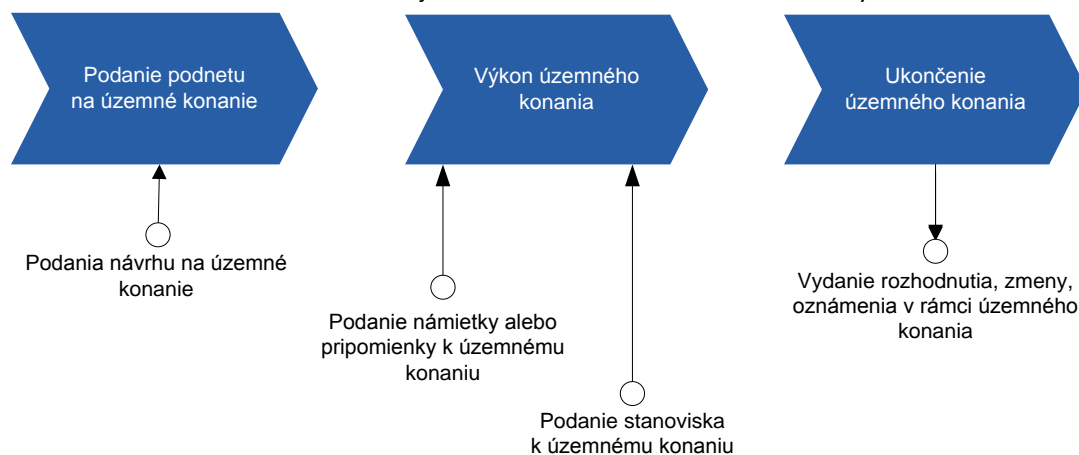 Podanie podnetu
na územné konanie
Výkon územného
konania
Ukončenie
územného konania
Podania návrhu na územné
konanie
Podanie námietky alebo
pripomienky k územnému
konaniu
Podanie stanoviska
k územnému konaniu
Vydanie rozhodnutia, zmeny,
oznámenia v rámci územného
konania